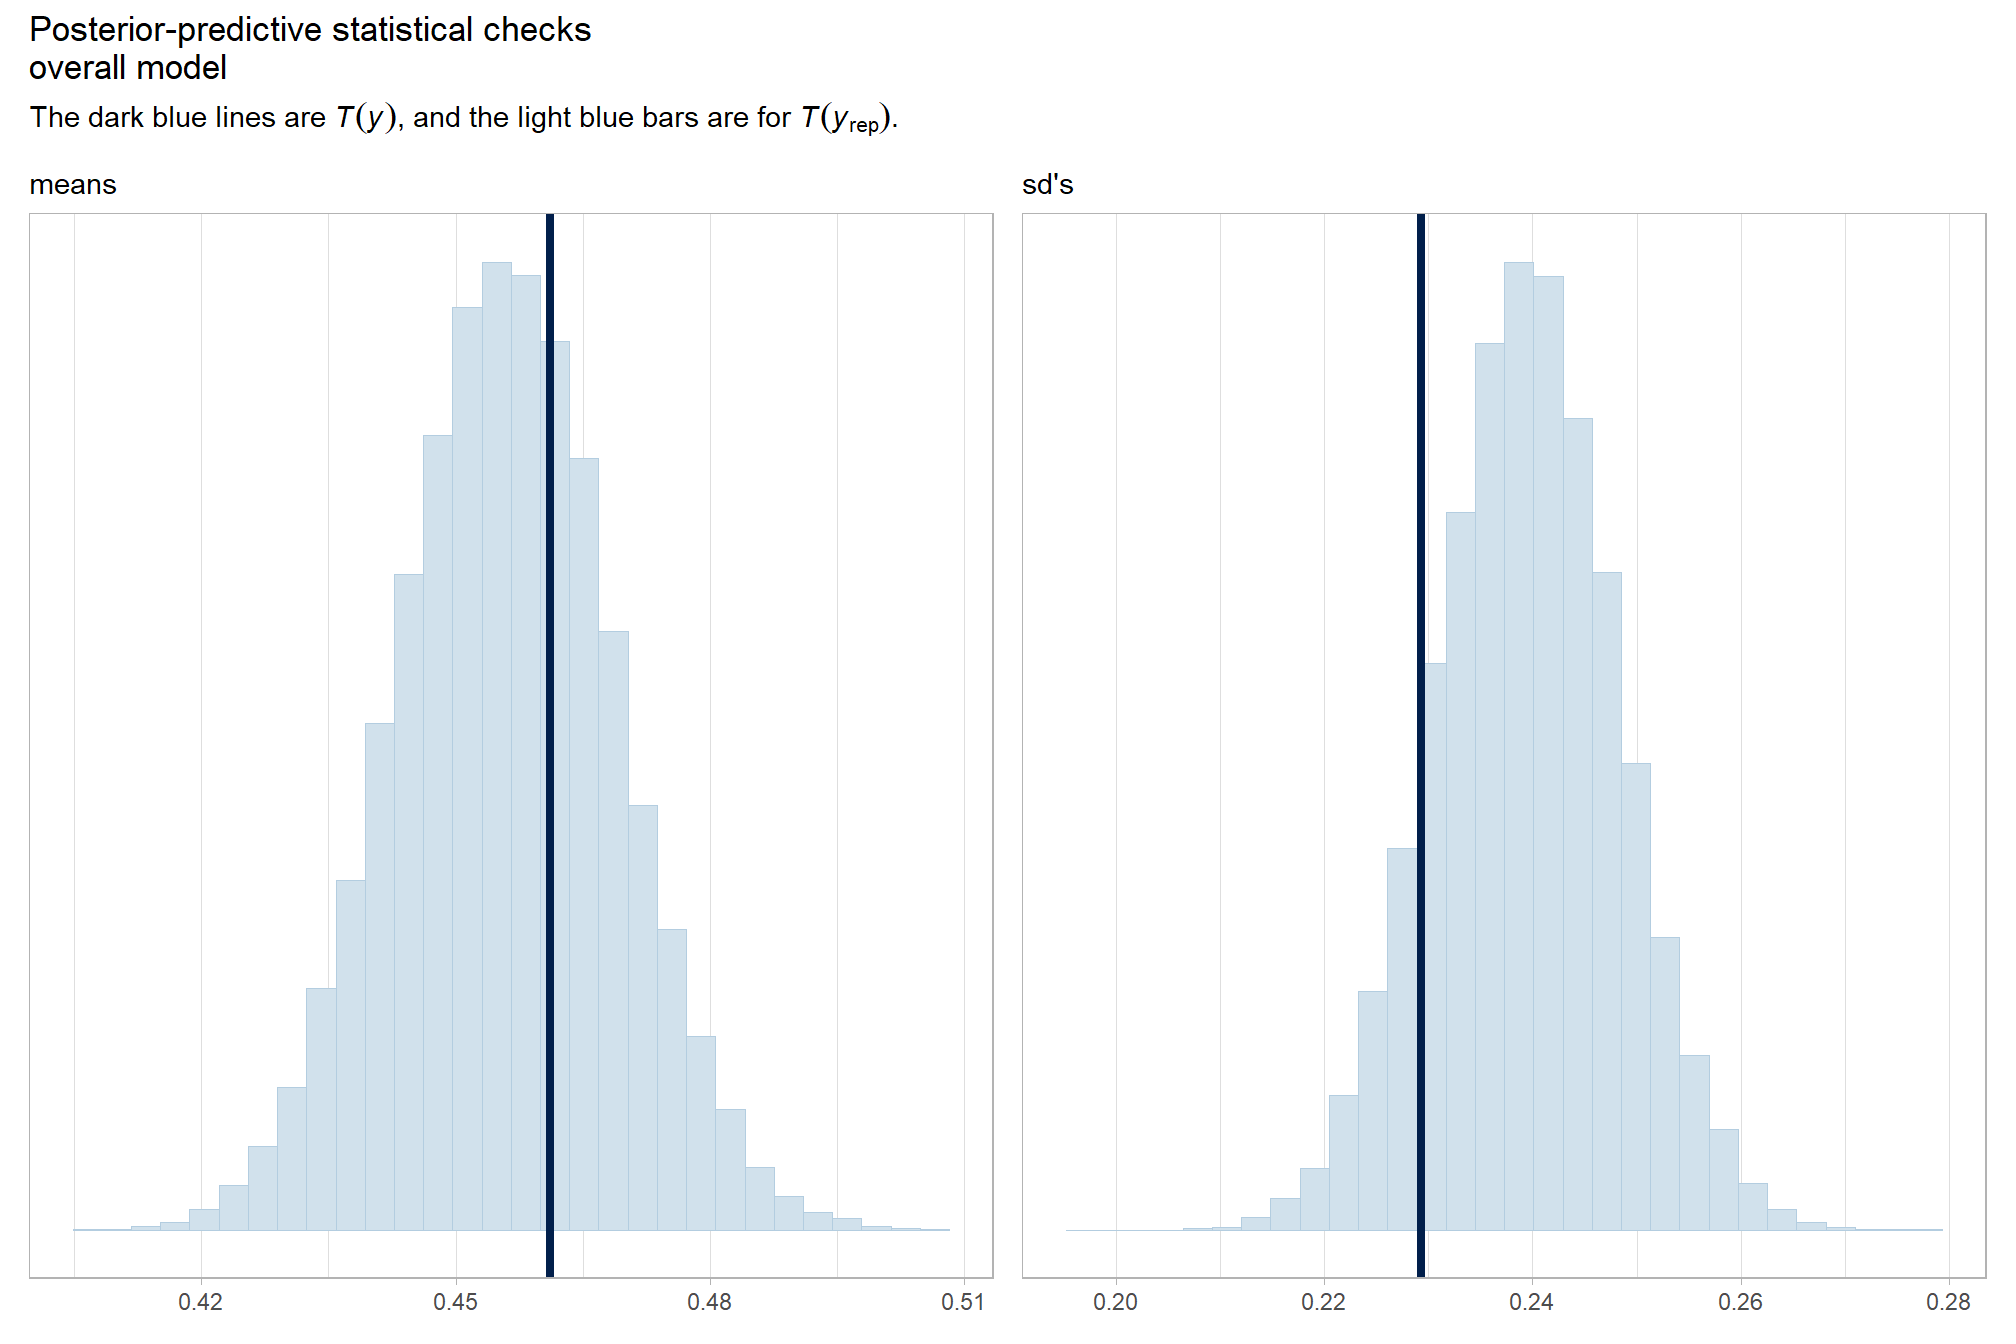 Posterior-predictive statistical checks
overall model
The dark blue lines are T(y), and the light blue bars are for T(yrep).
means
sd's
0.42 0.45 0.48 0.51
0.20 0.22 0.24 0.26 0.28